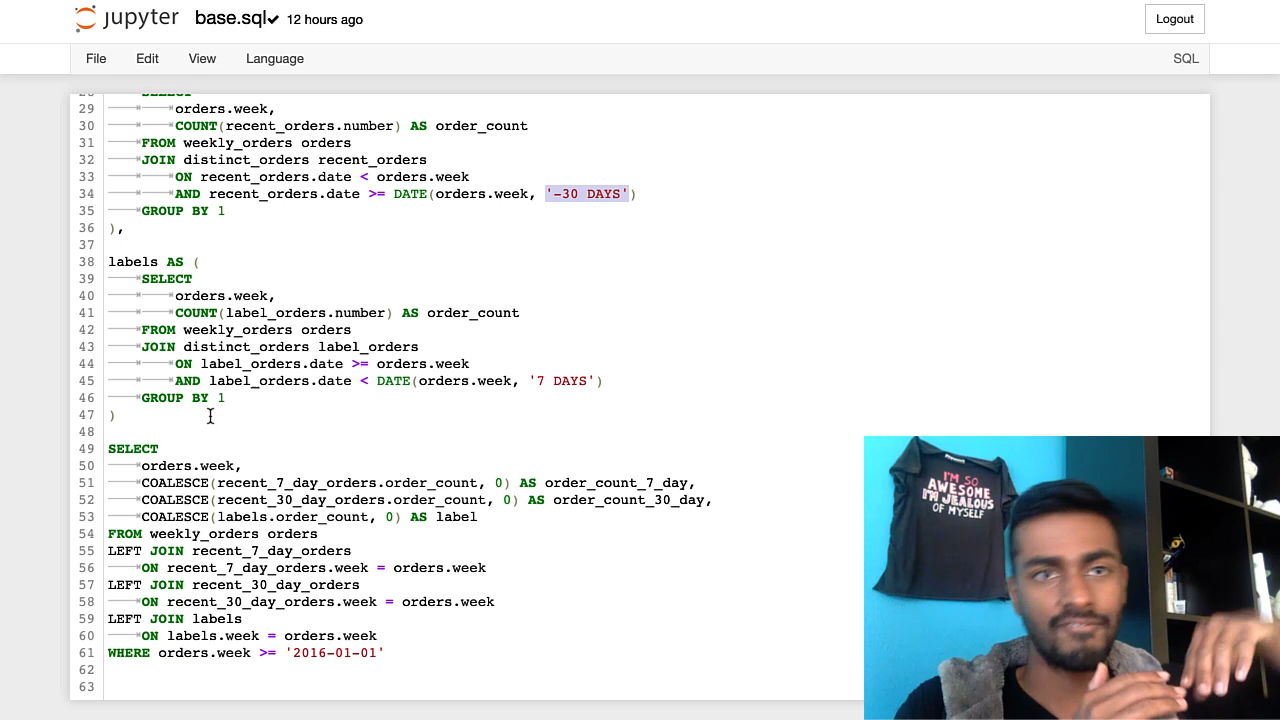 jupyter base.sql✔ 12 hours ago
Logout
File Edit View Language
SQL
28 SELECT
29 orders.week,
30 COUNT(recent_orders.number) AS order_count
31 FROM weekly_orders orders
32 JOIN distinct_orders recent_orders
33 ON recent_orders.date < orders.week
34 AND recent_orders.date >= DATE(orders.week, '-30 DAYS')
35 GROUP BY 1
36 ),
37
38 labels AS (
39 SELECT
40 orders.week,
41 COUNT(label_orders.number) AS order_count
42 FROM weekly_orders orders
43 JOIN distinct_orders label_orders
44 ON label_orders.date >= orders.week
45 AND label_orders.date < DATE(orders.week, '7 DAYS')
46 GROUP BY 1
47 )
48
49 SELECT
50 orders.week,
51 COALESCE(recent_7_day_orders.order_count, 0) AS order_count_7_day,
52 COALESCE(recent_30_day_orders.order_count, 0) AS order_count_30_day,
53 COALESCE(labels.order_count, 0) AS label
54 FROM weekly_orders orders
55 LEFT JOIN recent_7_day_orders
56 ON recent_7_day_orders.week = orders.week
57 LEFT JOIN recent_30_day_orders
58 ON recent_30_day_orders.week = orders.week
59 LEFT JOIN labels
60 ON labels.week = orders.week
61 WHERE orders.week >= '2016-01-01'
62
63
I'M SO
AWESOME
I'M JEALOUS
OF MYSELF